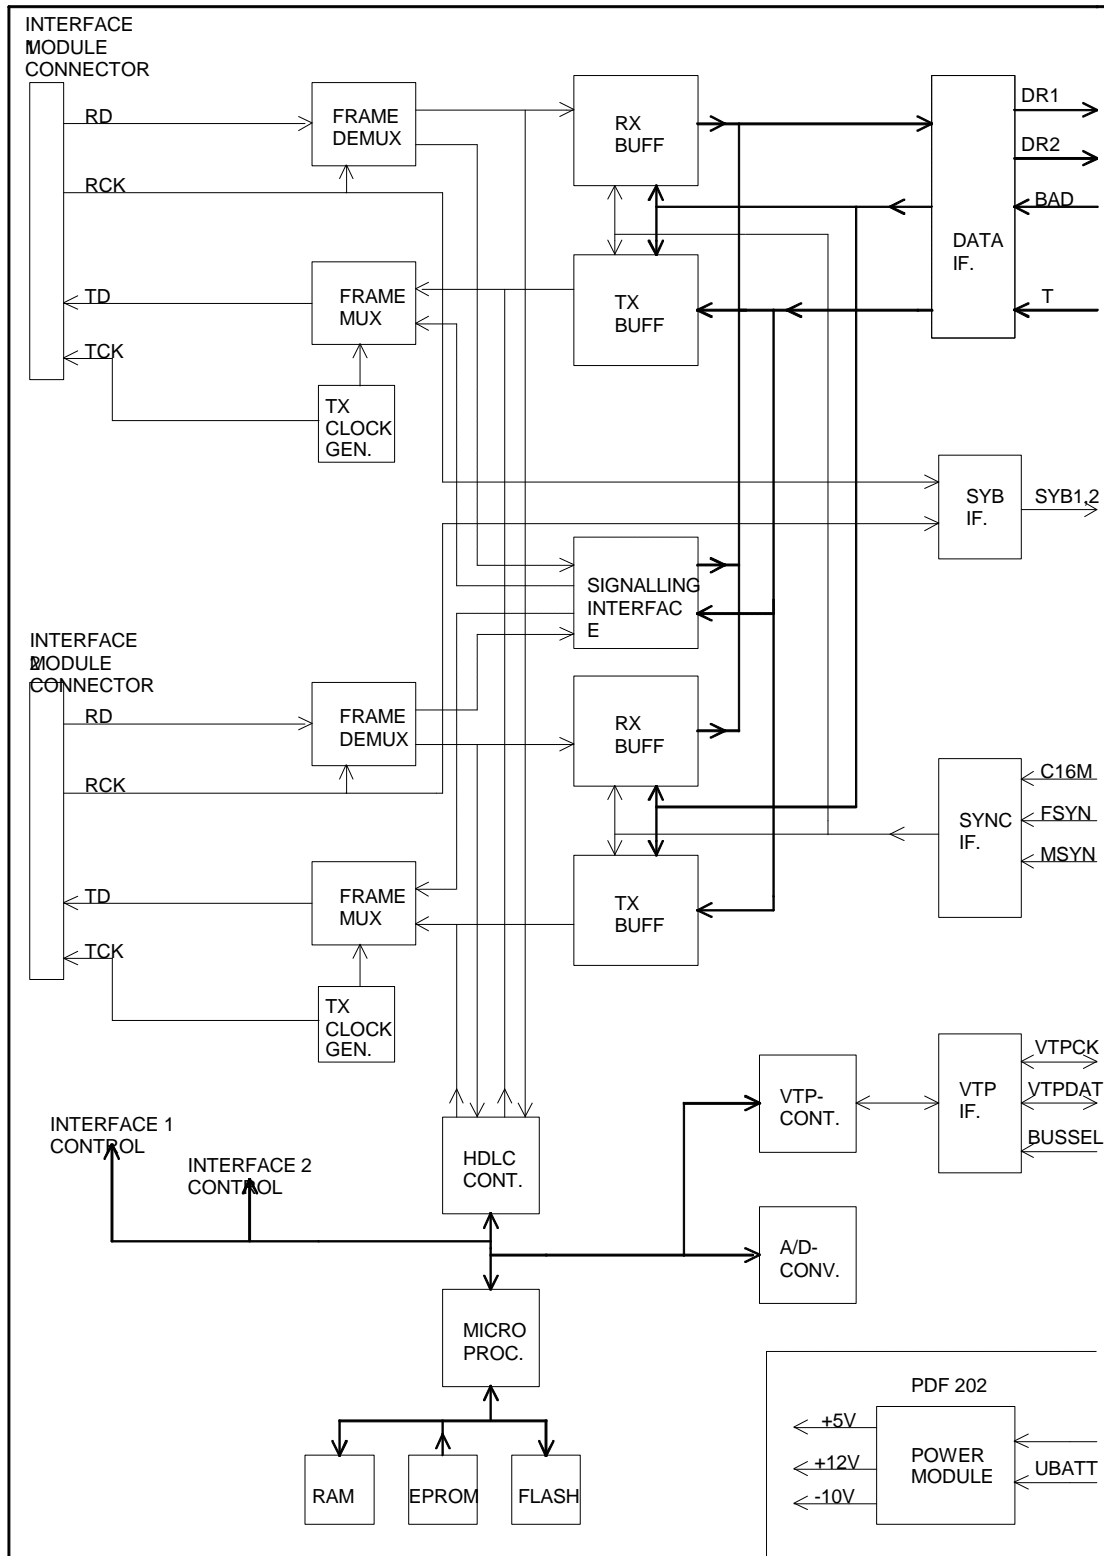 INTERFACE
1
MODULE
CONNECTOR
RD
RCK
TD
TCK
FRAME
DEMUX
FRAME
MUX
TX
CLOCK
GEN.
RX
BUFF
TX
BUFF
DATA
IF.
DR1
DR2
BAD
T
SYB
IF.
SYB1,2
SIGNALLING
INTERFAC
E
INTERFACE
2
MODULE
CONNECTOR
RD
RCK
TD
TCK
FRAME
DEMUX
FRAME
MUX
TX
CLOCK
GEN.
RX
BUFF
TX
BUFF
SYNC
IF.
C16M
FSYN
MSYN
VTP-
CONT.
VTP
IF.
VTPCK
VTPDAT
BUSSEL
INTERFACE 1
CONTROL
INTERFACE 2
CONTROL
HDLC
CONT.
A/D-
CONV.
MICRO
PROC.
RAM
EPROM
FLASH
PDF 202
+5V
+12V
-10V
POWER
MODULE
UBATT